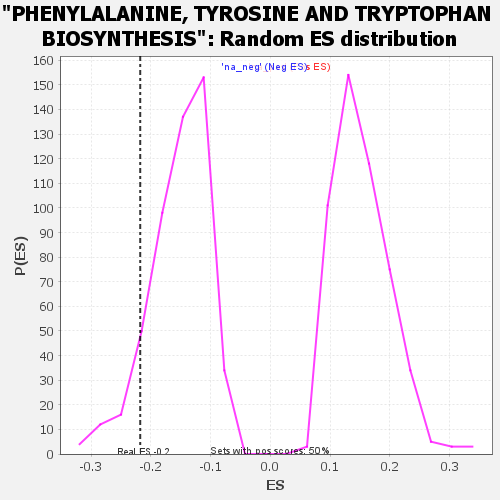 "PHENYLALANINE, TYROSINE AND TRYPTOPHAN
BIOSYNTHESIS": Random ES distribution
'na_neg' (Neg ES)s ES)
160
150
140
130
120
110
100
90
80
70
60
50
40
30
20
10
0
P(ES)
Real ES -0.2
Sets with pos scores: 50%
-0.3 -0.2 -0.1 0.0 0.1 0.2 0.3
ES